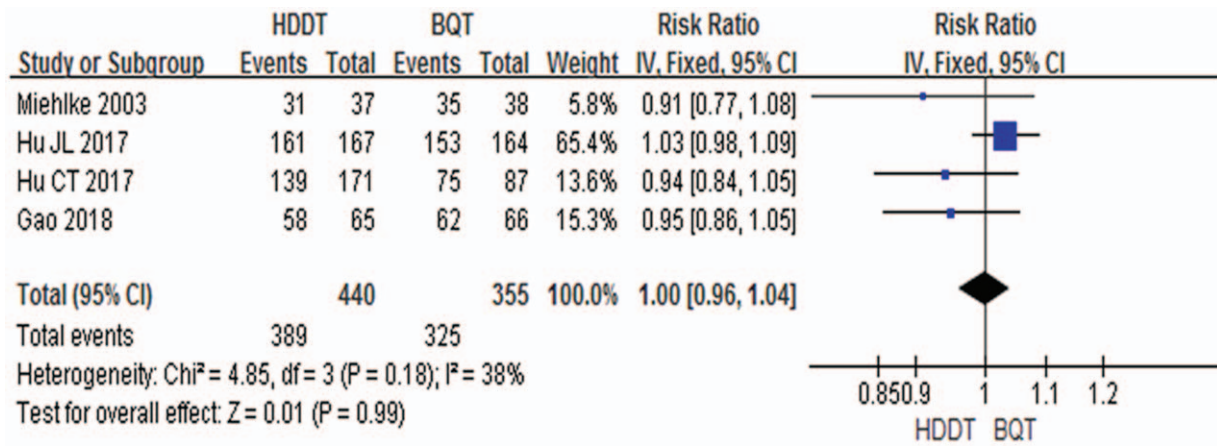 HDDT BQT Risk Ratio Risk Ratio
Study or Subgroup Events Total Events Total Weight IV, Fixed, 95% CI IV, Fixed, 95% CI
Miehlke 2003 31 37 35 38 5.8% 0.91 [0.77, 1.08]
Hu JL 2017 161 167 153 164 65.4% 1.03 [0.98, 1.09]
Hu CT 2017 139 171 75 87 13.6% 0.94 [0.84, 1.05]
Gao 2018 58 65 62 66 15.3% 0.95 [0.86, 1.05]
Total (95% CI) 440 355 100.0% 1.00 [0.96, 1.04]
Total events 389 325
Heterogeneity: Chi² = 4.85, df = 3 (P = 0.18); I² = 38%
Test for overall effect: Z = 0.01 (P = 0.99)
0.85 0.9 1 1.1 1.2
HDDT BQT